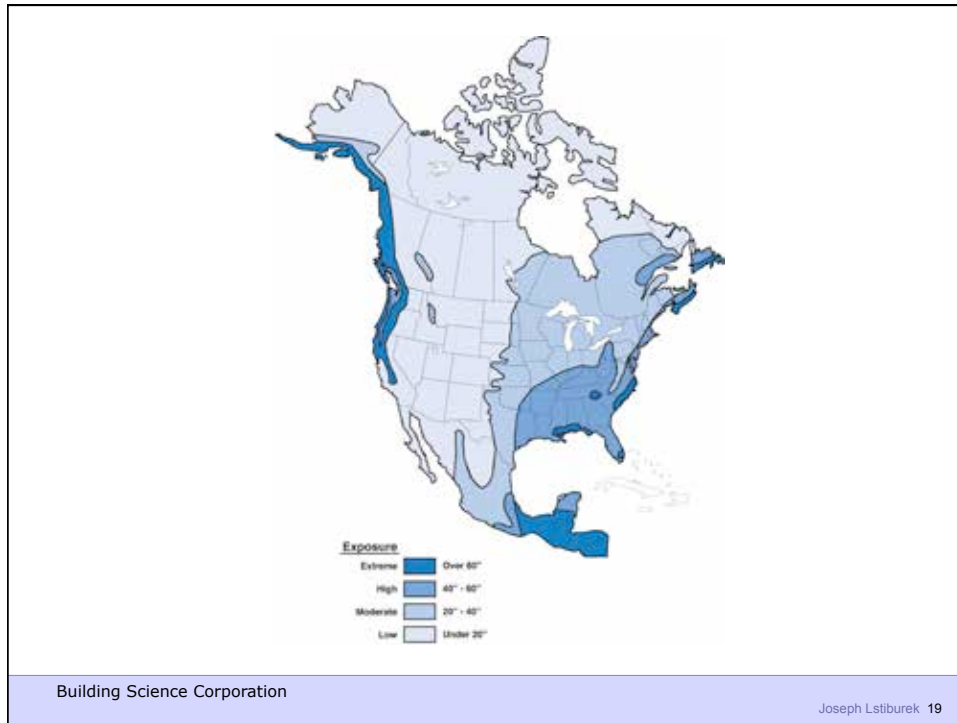 Exposure
Extreme Over 60"
High 40" - 60"
Moderate 20" - 40"
Low Under 20"
Building Science Corporation
Joseph Lstiburek 19